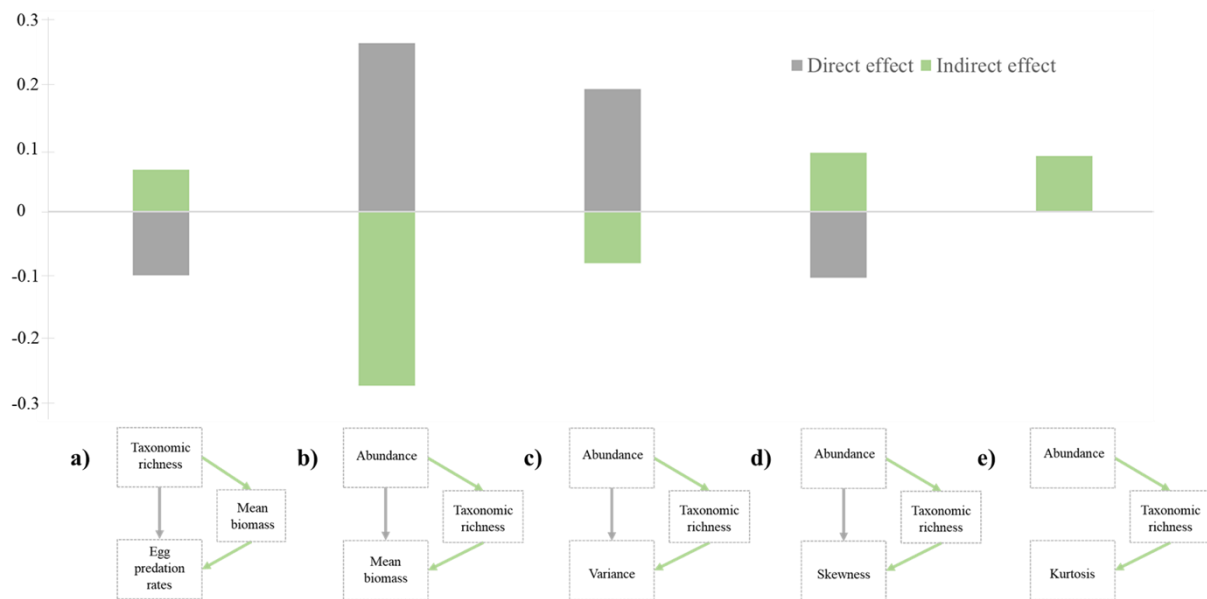 0.3
0.2
0.1
0
-0.1
-0.2
-0.3
Direct effect Indirect effect
a)
Taxonomic
richness
Mean
biomass
Egg
predation
rates
b)
Abundance
Taxonomic
richness
Mean
biomass
c)
Abundance
Taxonomic
richness
Variance
d)
Abundance
Taxonomic
richness
Skewness
e)
Abundance
Taxonomic
richness
Kurtosis